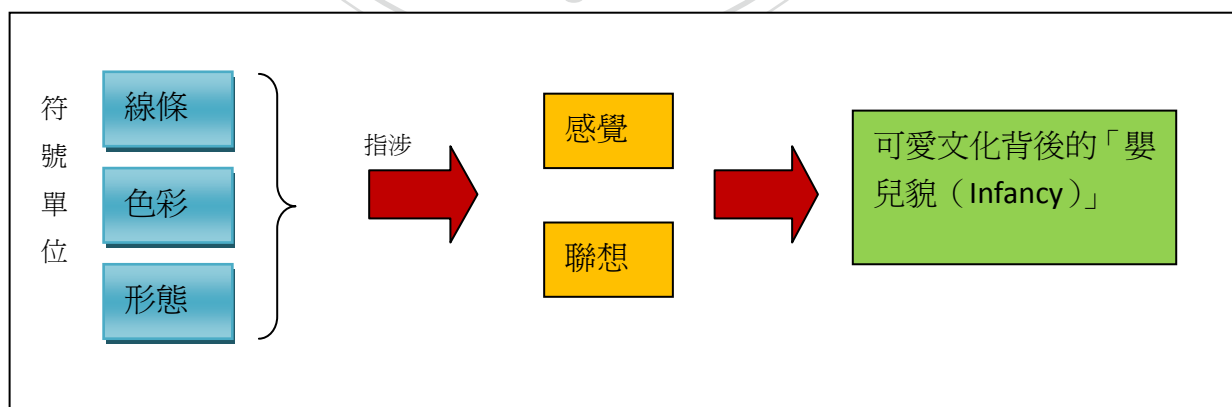 符號單位
線條
色彩
形態
指涉
感覺
聯想
可愛文化背後的「嬰
兒貌（Infancy）」